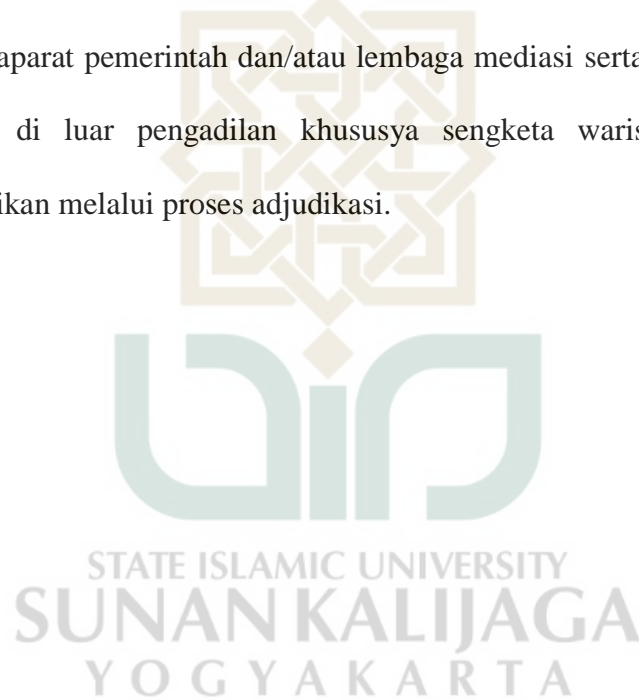 aparat pemerintah dan/atau lembaga mediasi serta
di luar pengadilan khususya sengketa waris
ikan melalui proses adjudikasi.
STATE ISLAMIC UNIVERSITY
SUNAN KALIJAGA
YOGYAKARTA